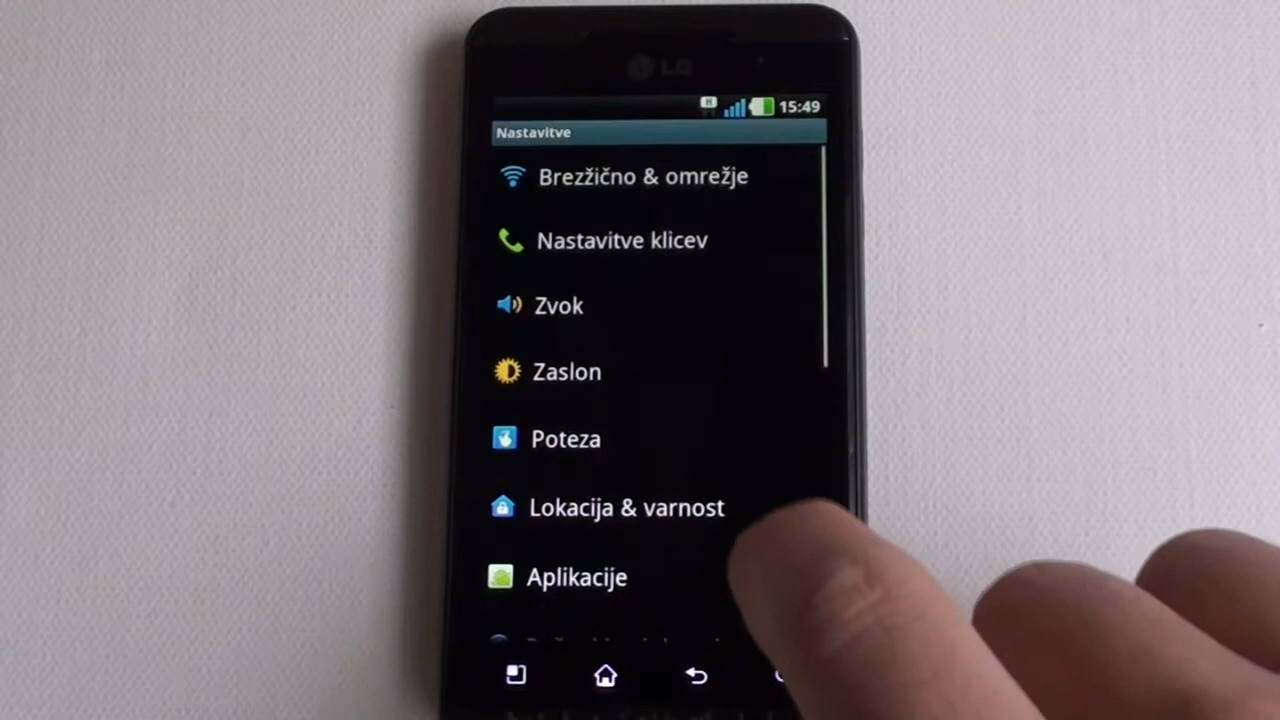 LG
H 15:49
Nastavitve
Brezžično & omrežje
Nastavitve klicev
Zvok
Zaslon
Poteza
Lokacija & varnost
Aplikacije